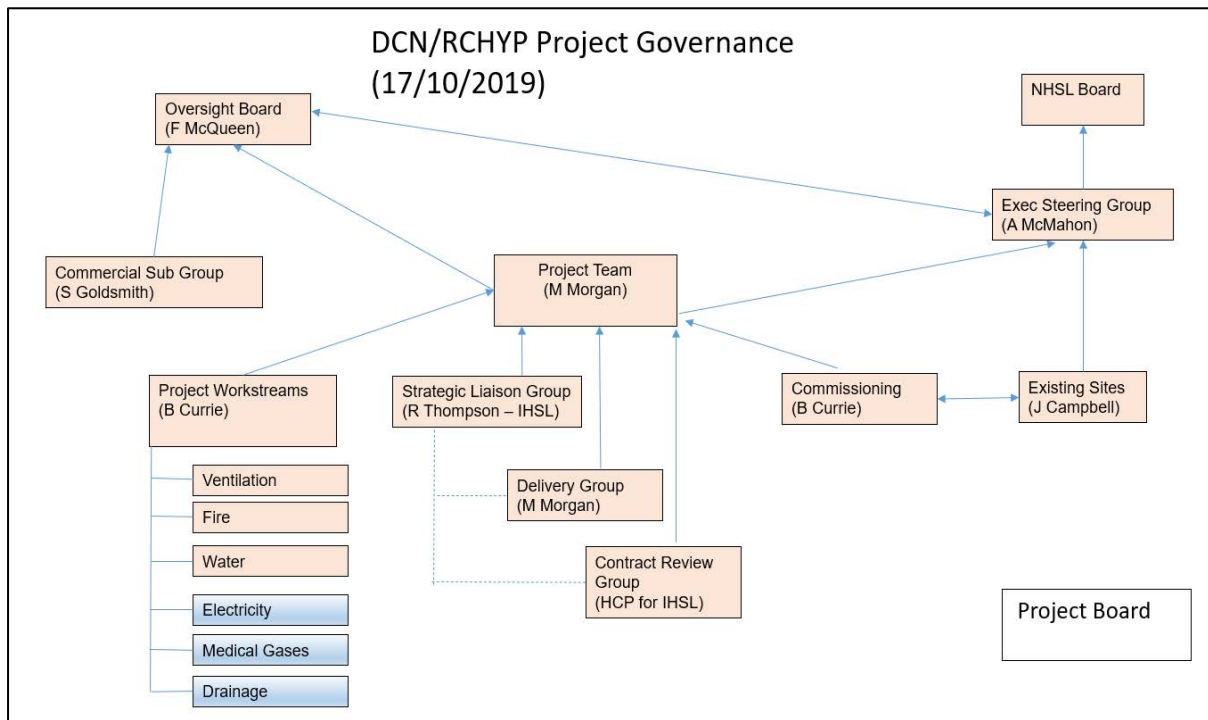 DCN/RCHYP Project Governance
(17/10/2019)
Oversight Board
(F McQueen)
NHSL Board
Exec Steering Group
(A McMahon)
Commercial Sub Group
(S Goldsmith)
Project Team
(M Morgan)
Project Workstreams
(B Currie)
Strategic Liaison Group
(R Thompson – IHSL)
Commissioning
(B Currie)
Existing Sites
(J Campbell)
Ventilation
Fire
Water
Electricity
Medical Gases
Drainage
Delivery Group
(M Morgan)
Contract Review
Group
(HCP for IHSL)
Project Board